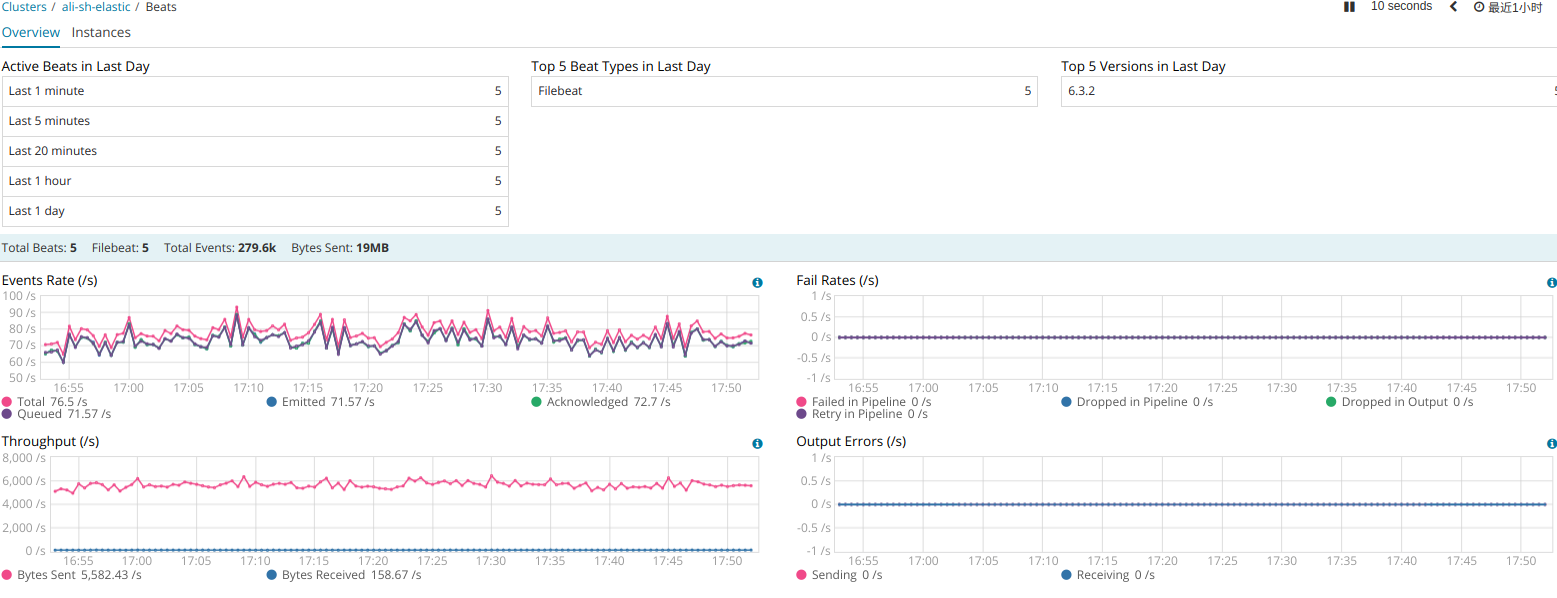 Clusters / ali-sh-elastic / Beats 10 seconds 最近1小时
Overview Instances
Active Beats in Last Day Top 5 Beat Types in Last Day Top 5 Versions in Last Day
Last 1 minute 5 Filebeat 5 6.3.2
Last 5 minutes 5
Last 20 minutes 5
Last 1 hour 5
Last 1 day 5
Total Beats: 5 Filebeat: 5 Total Events: 279.6k Bytes Sent: 19MB
Events Rate (/s)
100 /s
90 /s
80 /s
70 /s
60 /s
50 /s
16:55 17:00 17:05 17:10 17:15 17:20 17:25 17:30 17:35 17:40 17:45 17:50
Total 76.5 /s Emitted 71.57 /s Acknowledged 72.7 /s
Queued 71.57 /s
Fail Rates (/s)
1 /s
0.5 /s
0 /s
-0.5 /s
-1 /s
16:55 17:00 17:05 17:10 17:15 17:20 17:25 17:30 17:35 17:40 17:45 17:50
Failed in Pipeline 0 /s Dropped in Pipeline 0 /s Dropped in Output 0 /s
Retry in Pipeline 0 /s
Throughput (/s)
8,000 /s
6,000 /s
4,000 /s
2,000 /s
0 /s
16:55 17:00 17:05 17:10 17:15 17:20 17:25 17:30 17:35 17:40 17:45 17:50
Bytes Sent 5,582.43 /s Bytes Received 158.67 /s
Output Errors (/s)
1 /s
0.5 /s
0 /s
-0.5 /s
-1 /s
16:55 17:00 17:05 17:10 17:15 17:20 17:25 17:30 17:35 17:40 17:45 17:50
Sending 0 /s Receiving 0 /s